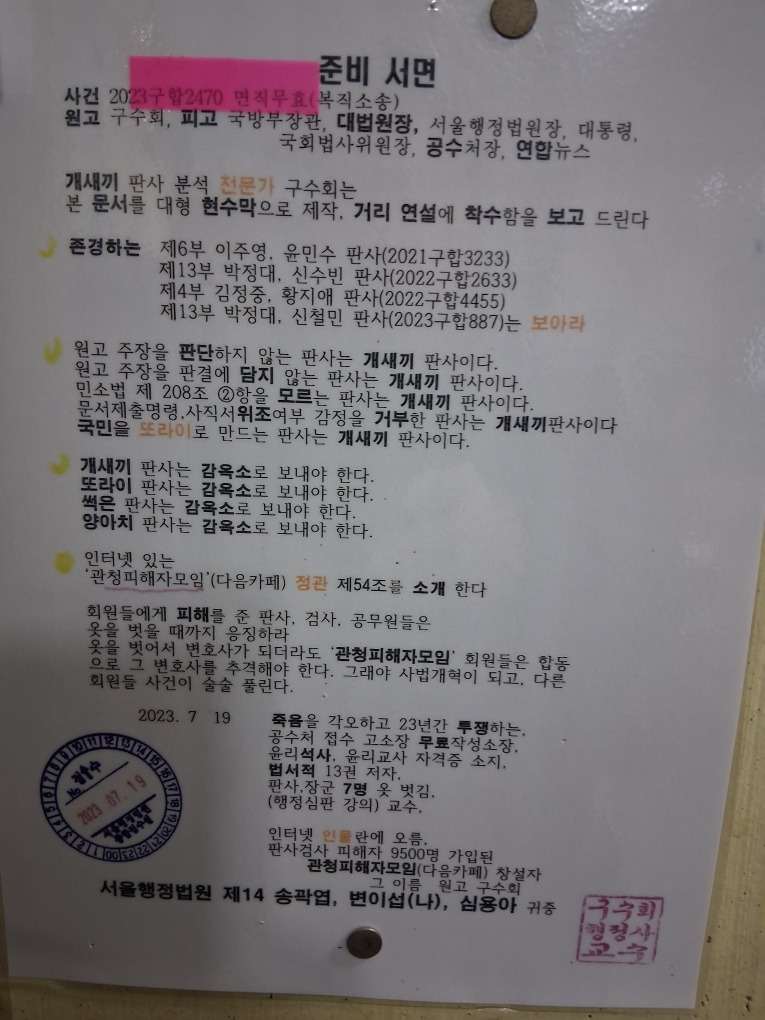 준비 서면
사건 2023구합2470 면직무효(복직소송)
원고 구수회, 피고 국방부장관, 대법원장, 서울행정법원장, 대통령,
국회법사위원장, 공수처장, 연합뉴스
개새끼 판사 분석 전문가 구수회는
본 문서를 대형 현수막으로 제작, 거리 연설에 착수함을 보고 드린다
존경하는 제6부 이주영, 윤민수 판사(2021구합3233)
제13부 박정대, 신수빈 판사(2022구합2633)
제4부 김정중, 황지애 판사(2022구합4455)
제13부 박정대, 신철민 판사(2023구합887)는 보아라
원고 주장을 판단하지 않는 판사는 개새끼 판사이다.
원고 주장을 판결에 담지 않는 판사는 개새끼 판사이다.
민소법 제 208조 ②항을 모르는 판사는 개새끼 판사이다.
문서제출명령,사직서위조여부 감정을 거부한 판사는 개새끼판사이다
국민을 또라이로 만드는 판사는 개새끼 판사이다.
개새끼 판사는 감옥소로 보내야 한다.
또라이 판사는 감옥소로 보내야 한다.
썩은 판사는 감옥소로 보내야 한다.
양아치 판사는 감옥소로 보내야 한다.
인터넷 있는
'관청피해자모임'(다음카페) 정관 제54조를 소개 한다
회원들에게 피해를 준 판사, 검사, 공무원들은
옷을 벗을 때까지 응징하라
옷을 벗어서 변호사가 되더라도 '관청피해자모임' 회원들은 합동
으로 그 변호사를 추격해야 한다. 그래야 사법개혁이 되고, 다른
회원들 사건이 술술 풀린다.
2023. 7 19
죽음을 각오하고 23년간 투쟁하는,
공수처 접수 고소장 무료작성소장,
윤리석사, 윤리교사 자격증 소지,
법서적 13권 저자,
판사,장군 7명 옷 벗김,
(행정심판 강의) 교수,
인터넷 인물란에 오름,
판사검사 피해자 9500명 가입된
관청피해자모임(다음카페) 창설자
그 이름 원고 구수회
서울행정법원 제14 송곽엽, 변이섭(나), 심용아 귀중
No
2023. 07. 19
서울행정법원
종합접수실
구수회
행정사
교수